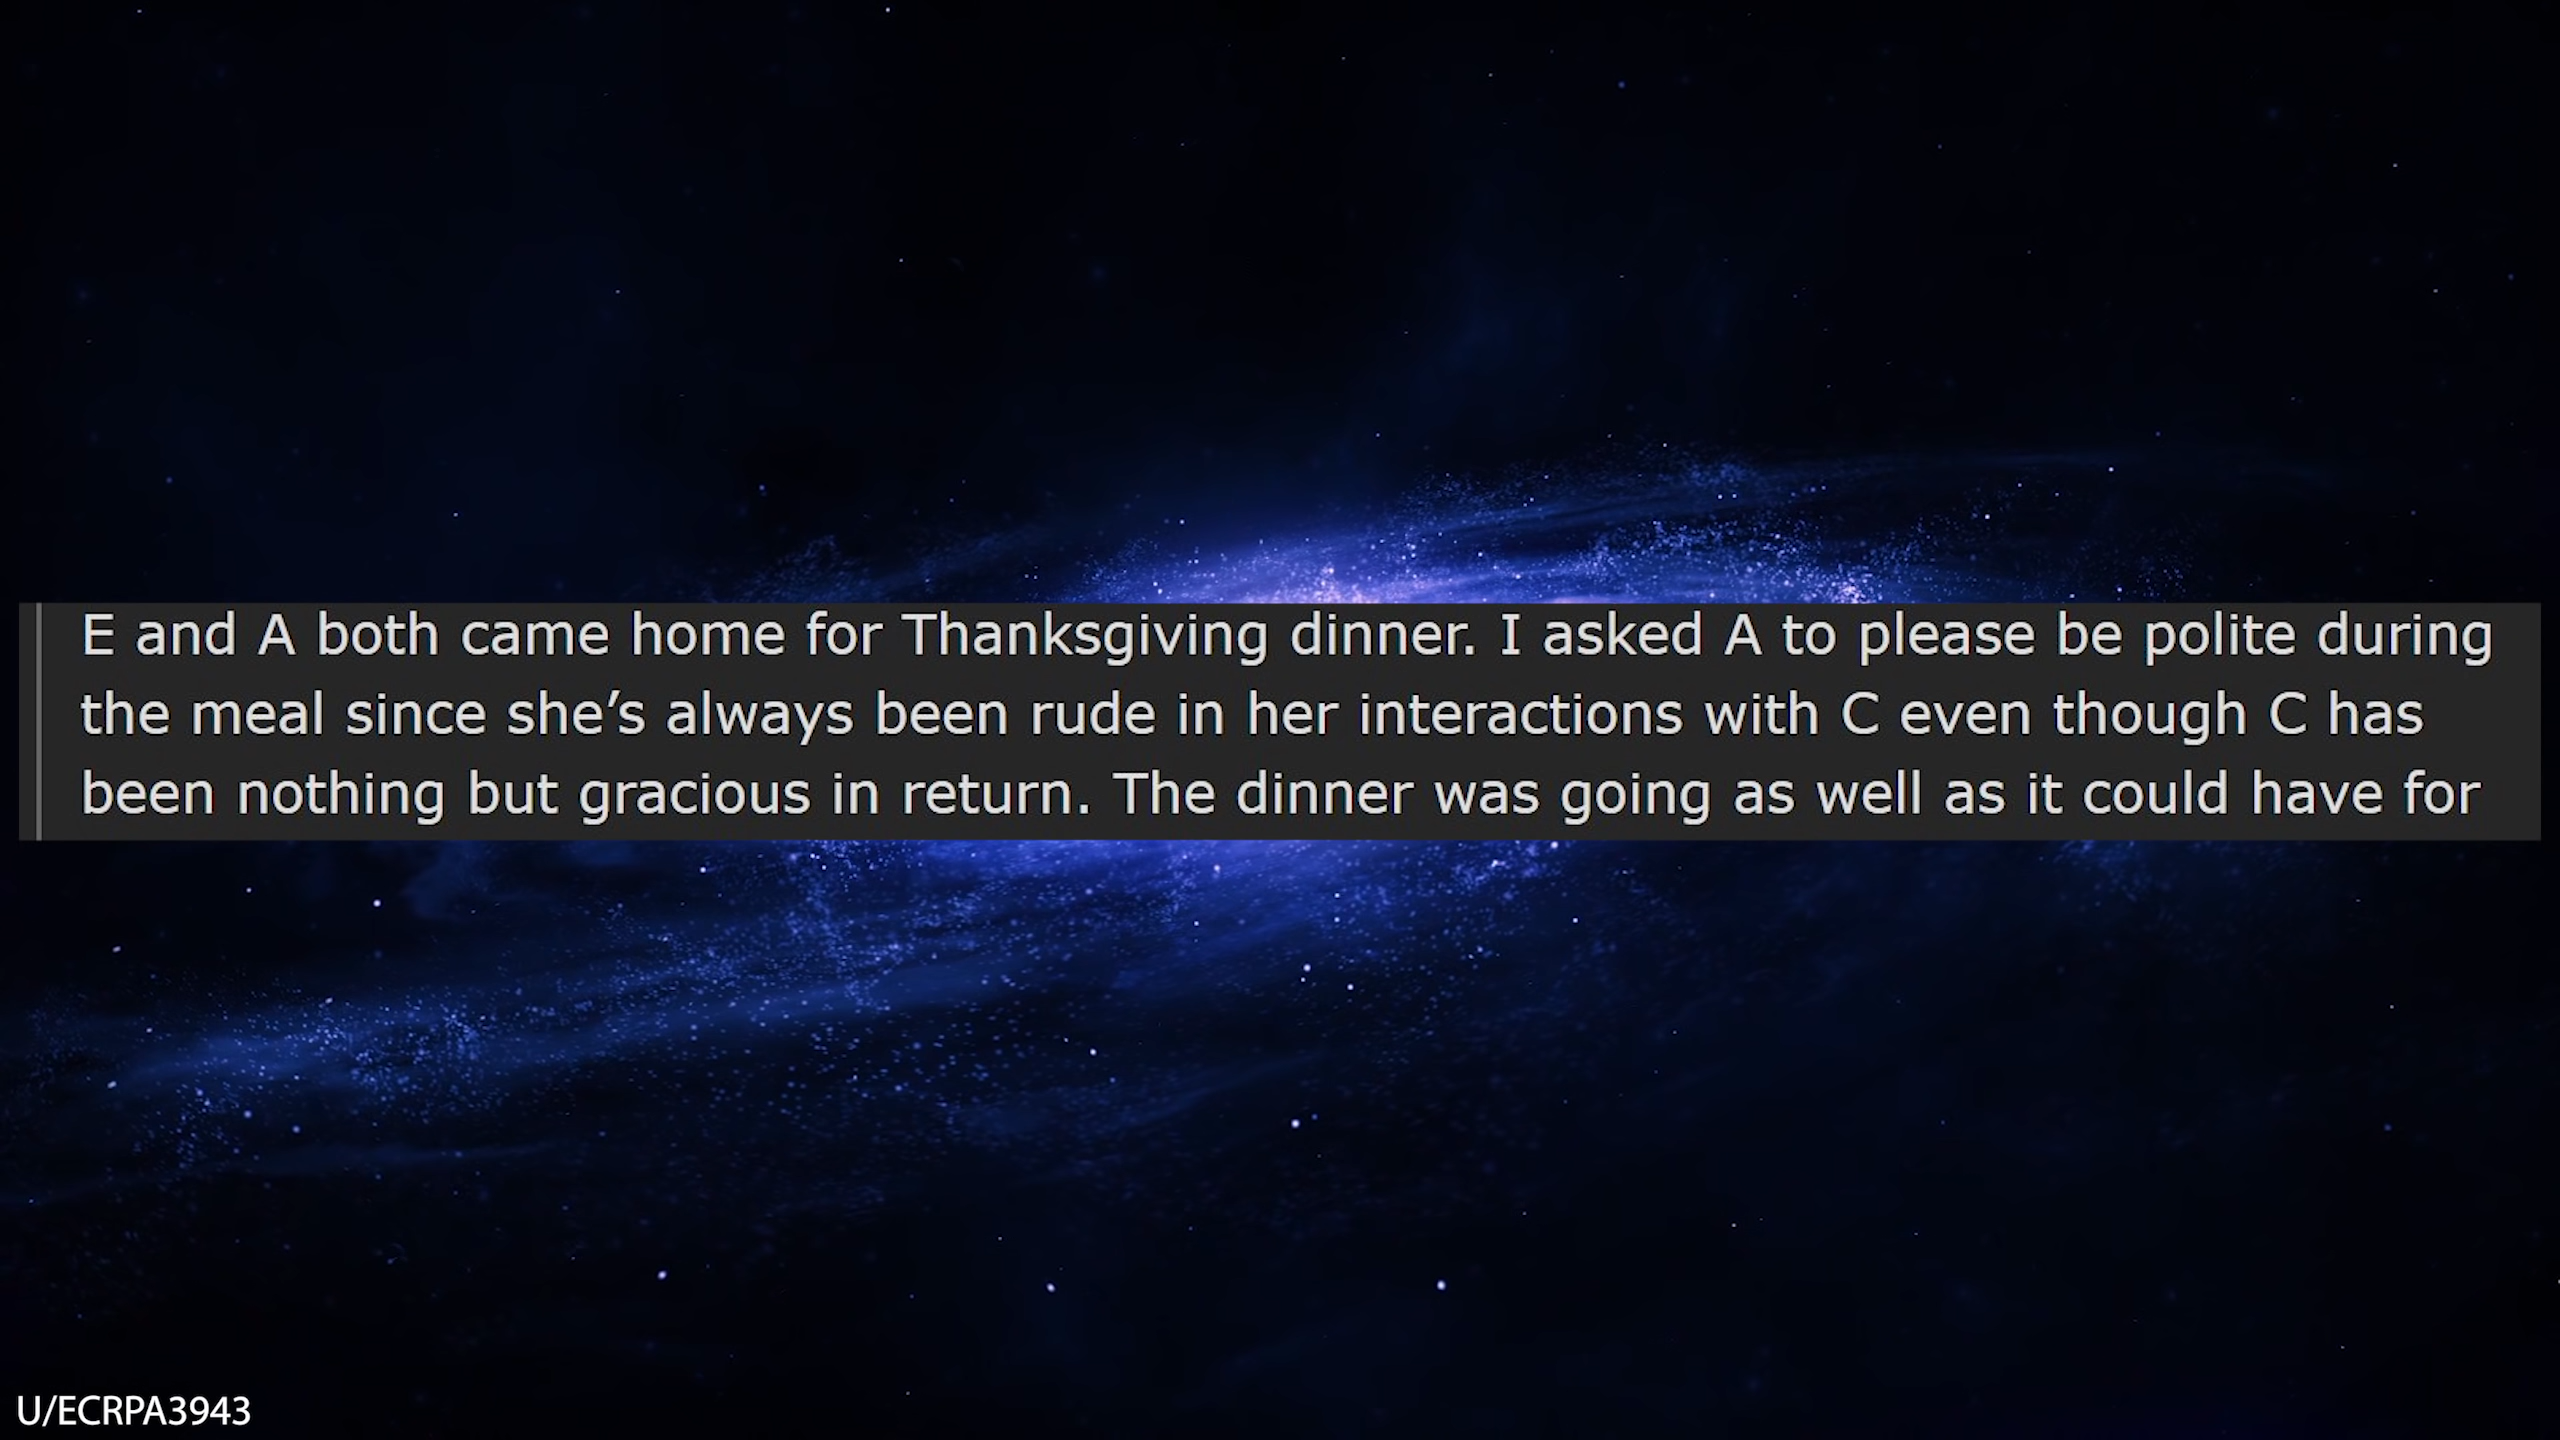 E and A both came home for Thanksgiving dinner. I asked A to please be polite during
the meal since she’s always been rude in her interactions with C even though C has
been nothing but gracious in return. The dinner was going as well as it could have for
U/ECRPA3943